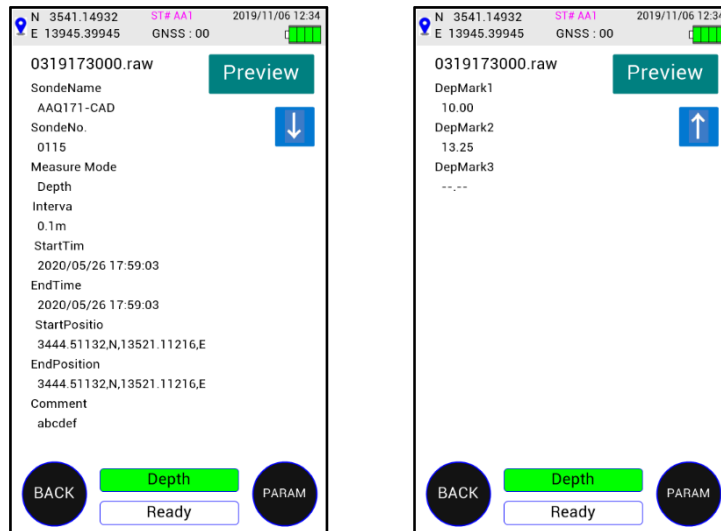 N 3541.14932 ST# AA1 2019/11/06 12:34
E 13945.39945 GNSS : 00
0319173000.raw
Preview
SondeName
AAQ171-CAD
SondeNo.
0115
Measure Mode
Depth
Interva
0.1m
StartTim
2020/05/26 17:59:03
EndTime
2020/05/26 17:59:03
StartPositio
3444.51132,N,13521.11216,E
EndPosition
3444.51132,N,13521.11216,E
Comment
abcdef
BACK
Depth
Ready
PARAM
N 3541.14932 ST# AA1 2019/11/06 12:34
E 13945.39945 GNSS : 00
0319173000.raw
Preview
DepMark1
10.00
DepMark2
13.25
DepMark3
--.--
BACK
Depth
Ready
PARAM